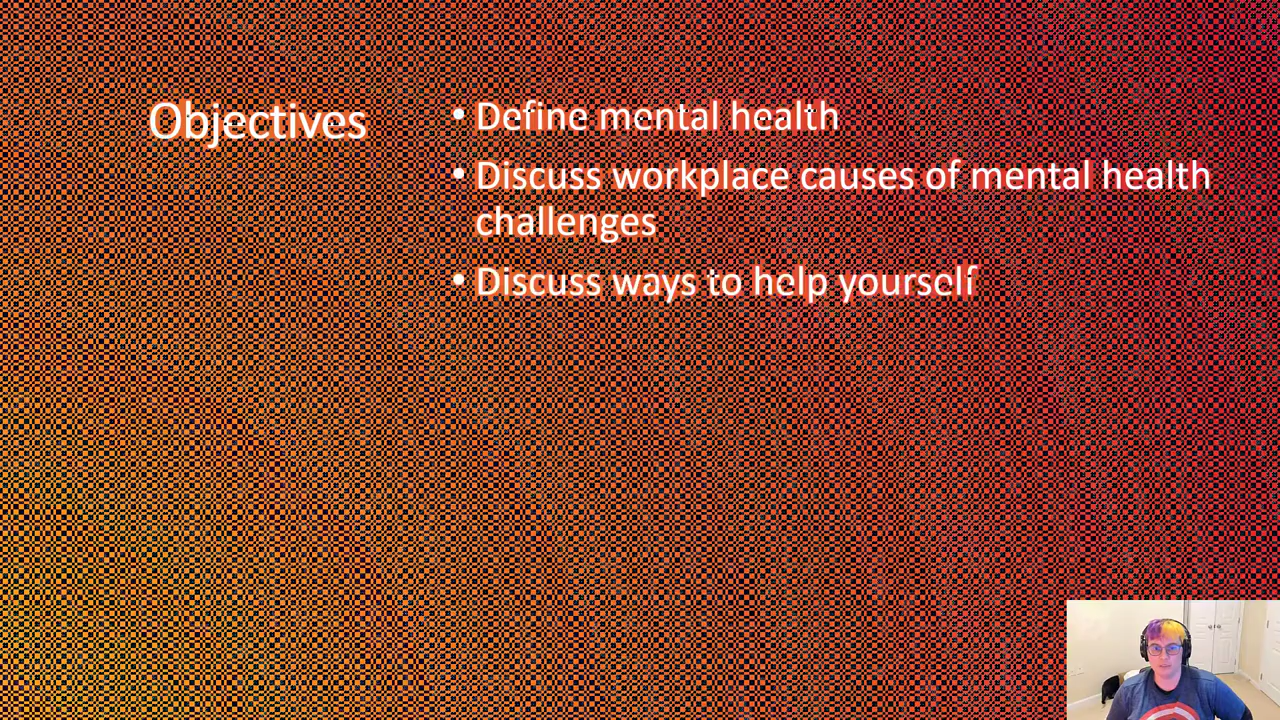 Objectives
• Define mental health
• Discuss workplace causes of mental health
challenges
• Discuss ways to help yourself